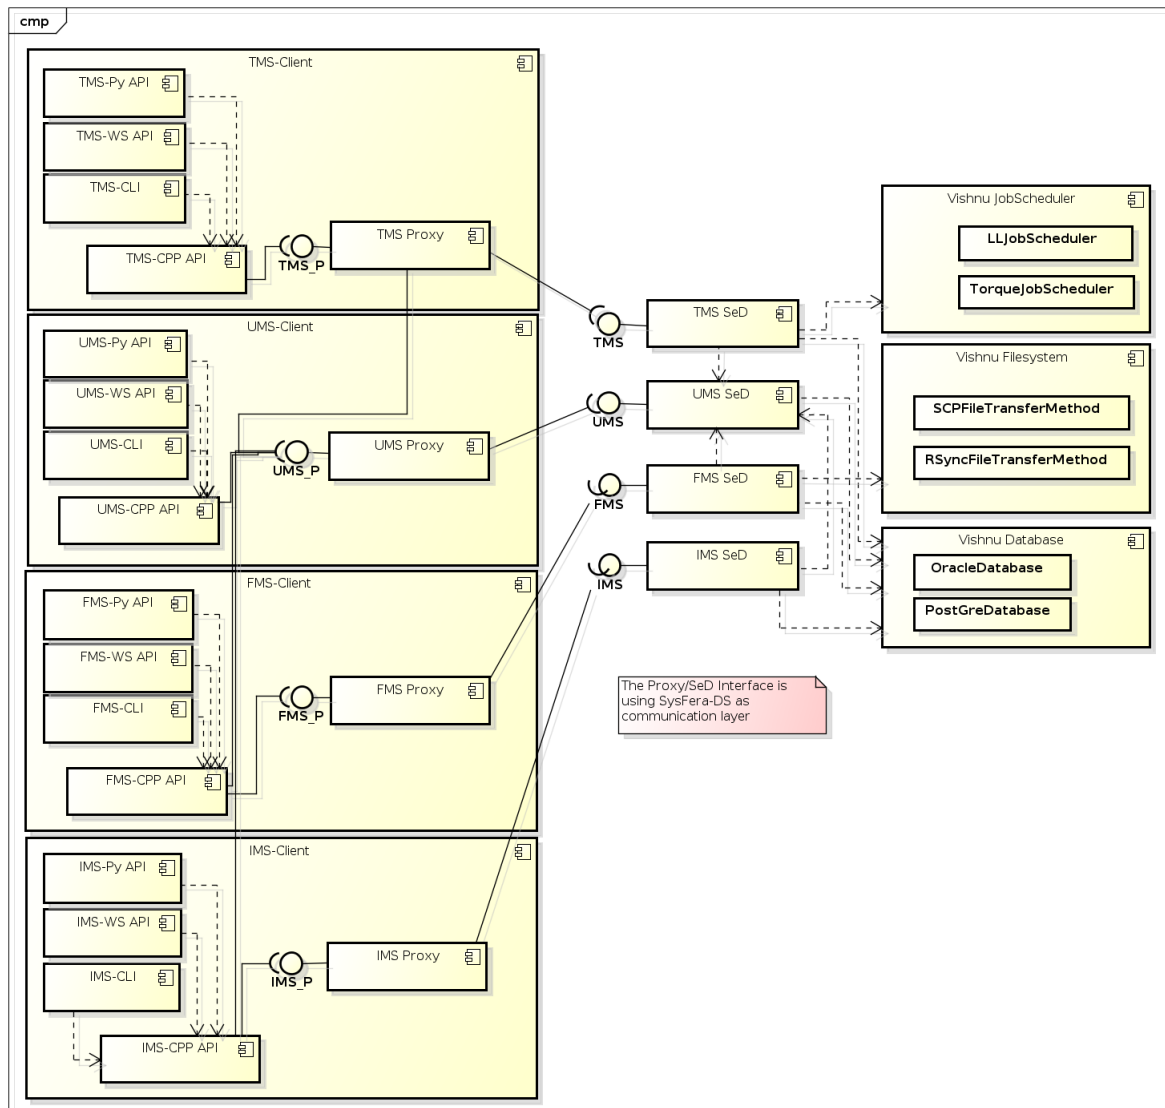 cmp
TMS-Client
TMS-Py API
TMS-WS API
TMS-CLI
TMS-CPP API
TMS_P
TMS Proxy
UMS-Client
UMS-Py API
UMS-WS API
UMS-CLI
UMS-CPP API
UMS_P
UMS Proxy
FMS-Client
FMS-Py API
FMS-WS API
FMS-CLI
FMS-CPP API
FMS_P
FMS Proxy
IMS-Client
IMS-Py API
IMS-WS API
IMS-CLI
IMS-CPP API
IMS_P
IMS Proxy
TMS
TMS SeD
UMS
UMS SeD
FMS
FMS SeD
IMS
IMS SeD
The Proxy/SeD Interface is
using SysFera-DS as
communication layer
Vishnu JobScheduler
LLJobScheduler
TorqueJobScheduler
Vishnu Filesystem
SCPFileTransferMethod
RSyncFileTransferMethod
Vishnu Database
OracleDatabase
PostGreDatabase